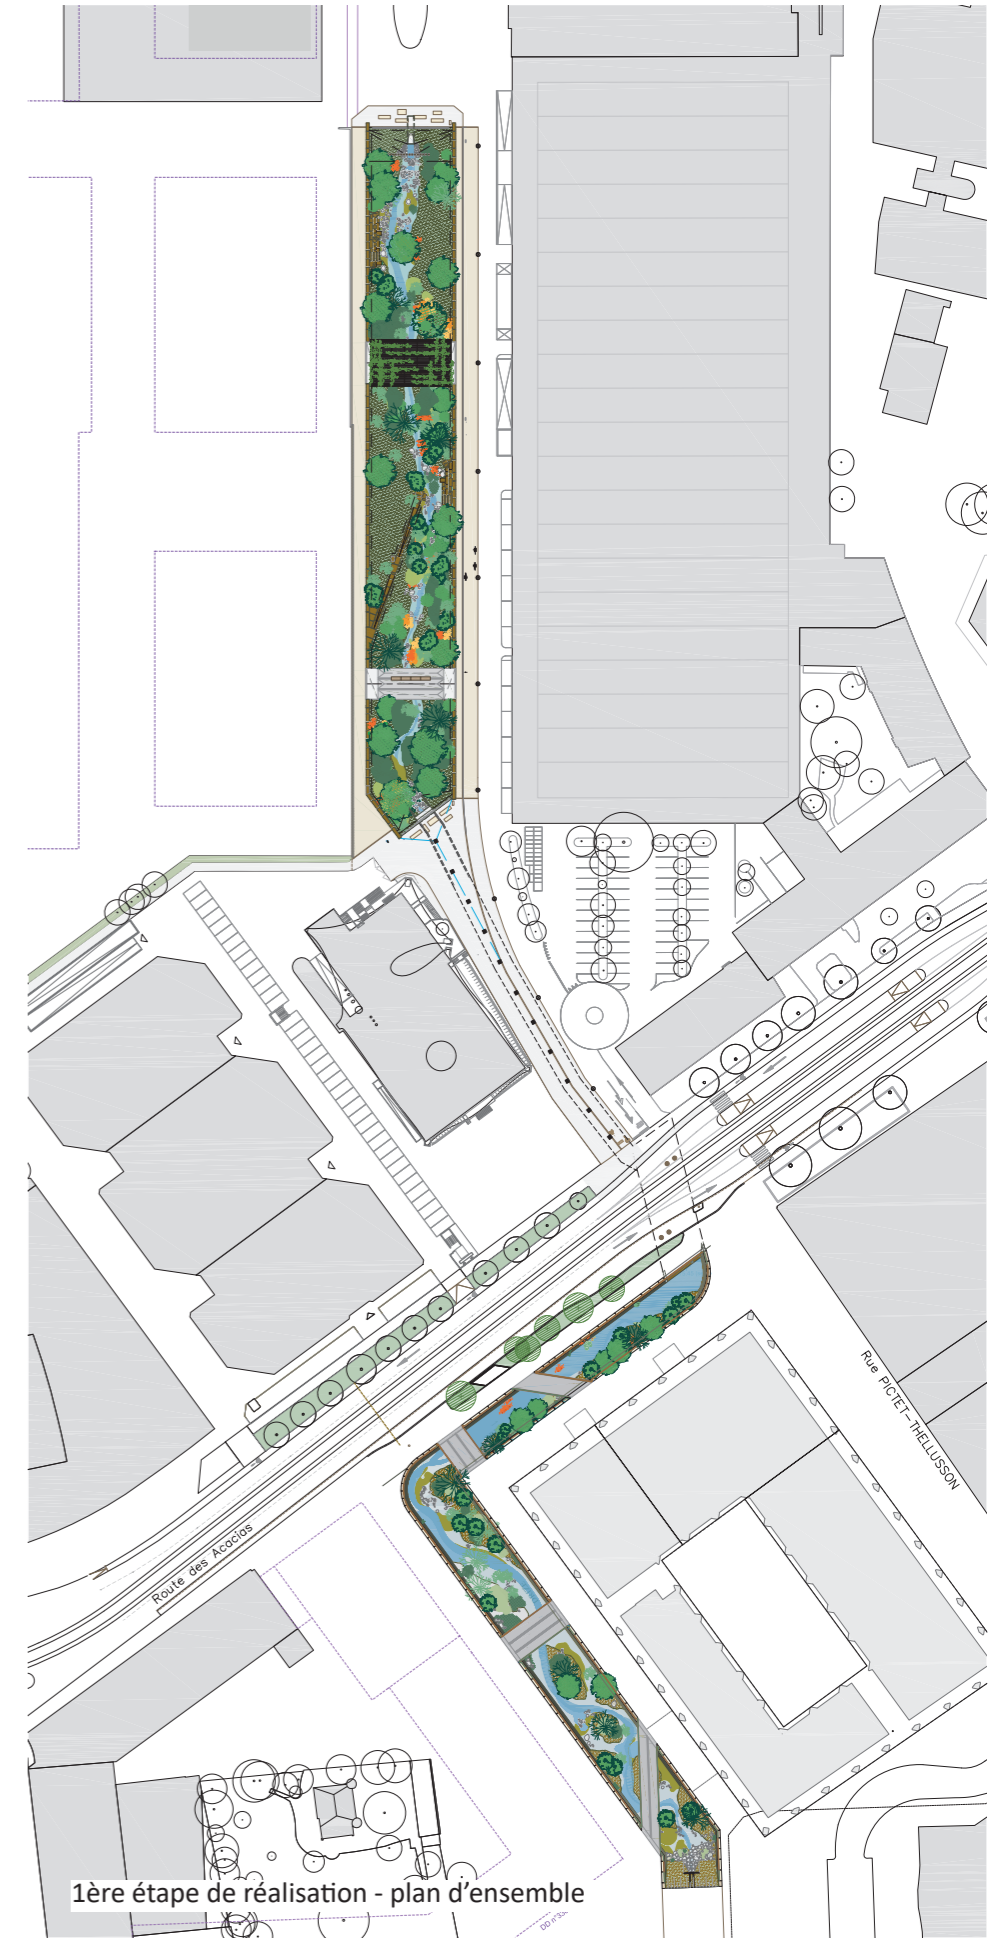 Rue PICTET-THELLUSSON
Route des Acacias
1ère étape de réalisation - plan d'ensemble